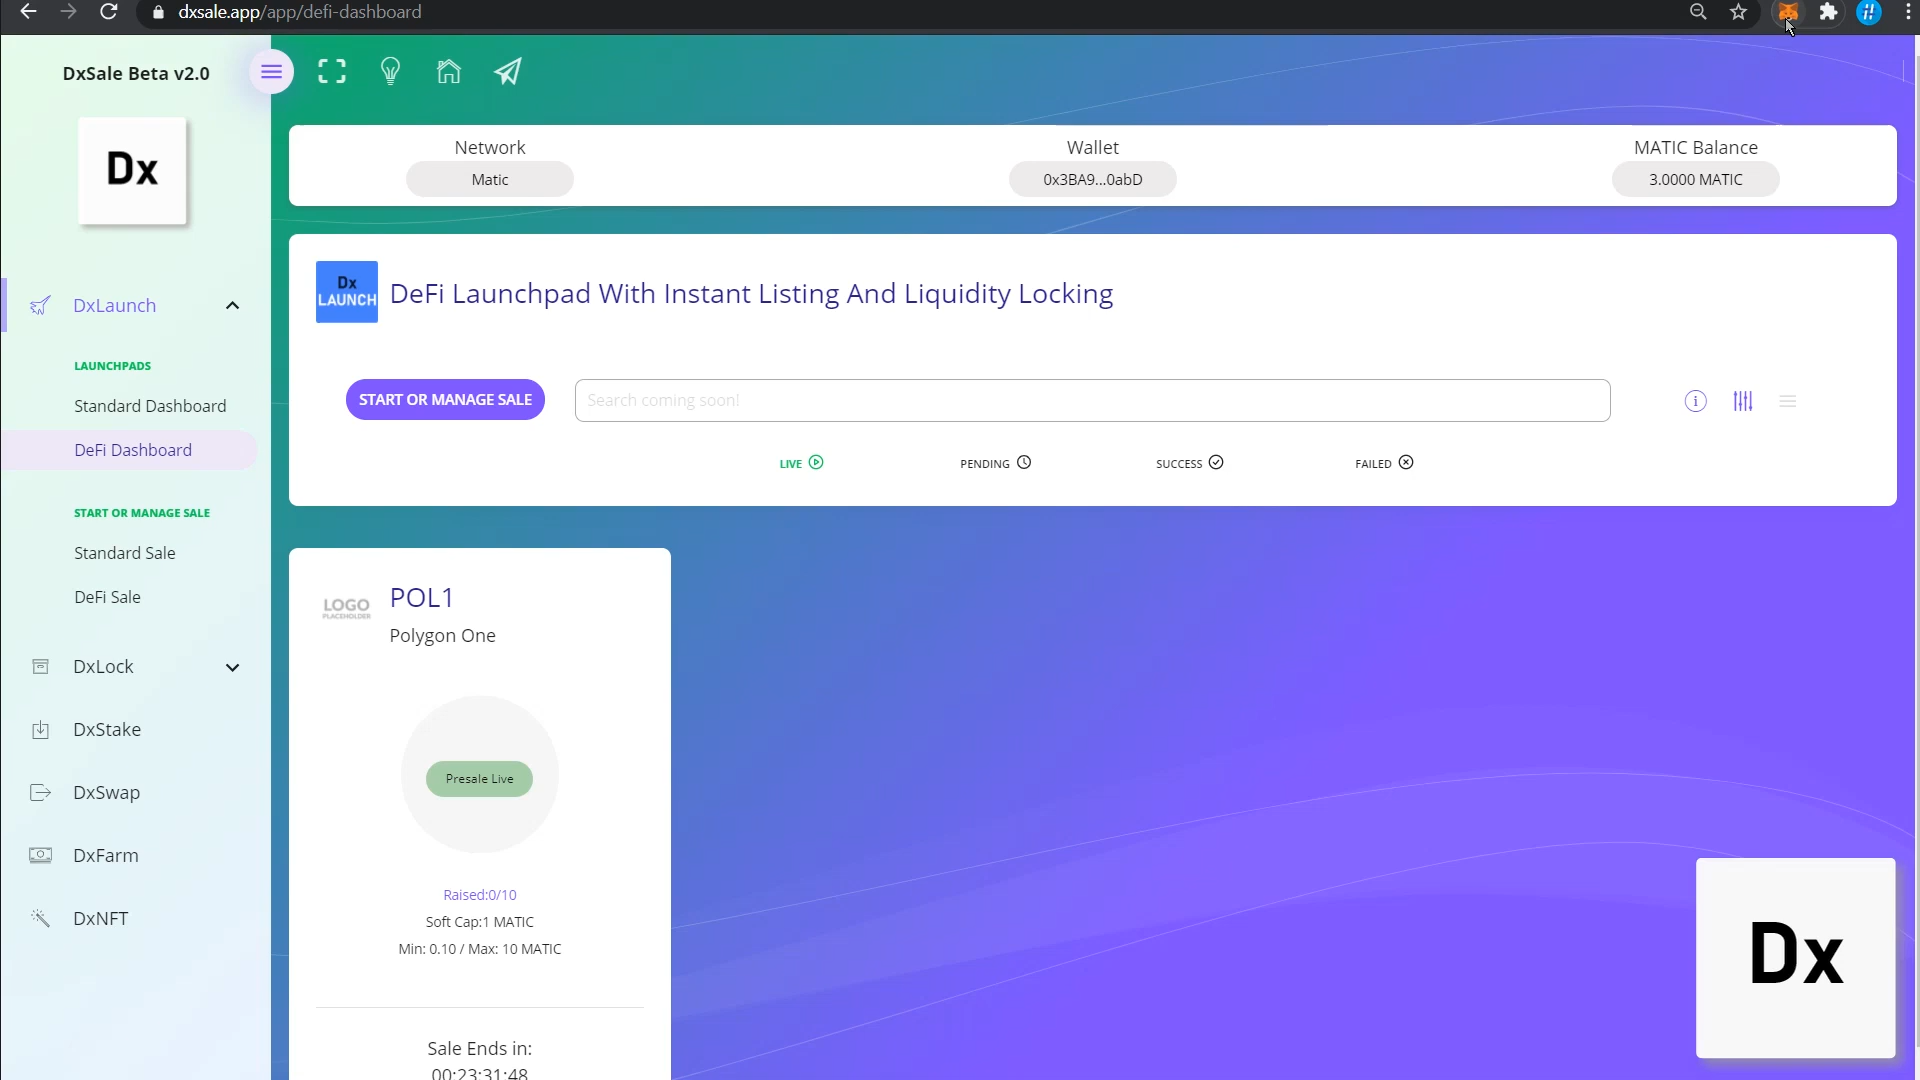 dxsale.app/app/defi-dashboard
DxSale Beta v2.0
Dx
DxLaunch
LAUNCHPADS
Standard Dashboard
DeFi Dashboard
START OR MANAGE SALE
Standard Sale
DeFi Sale
DxLock
DxStake
DxSwap
DxFarm
DxNFT
Network
Matic
Wallet
0x3BA9...0abD
MATIC Balance
3.0000 MATIC
Dx
LAUNCH
DeFi Launchpad With Instant Listing And Liquidity Locking
START OR MANAGE SALE
Search coming soon!
LIVE
PENDING
SUCCESS
FAILED
LOGO
PLACEHOLDER
POL1
Polygon One
Presale Live
Raised:0/10
Soft Cap:1 MATIC
Min: 0.10 / Max: 10 MATIC
Sale Ends in:
00:23:31:48
Dx